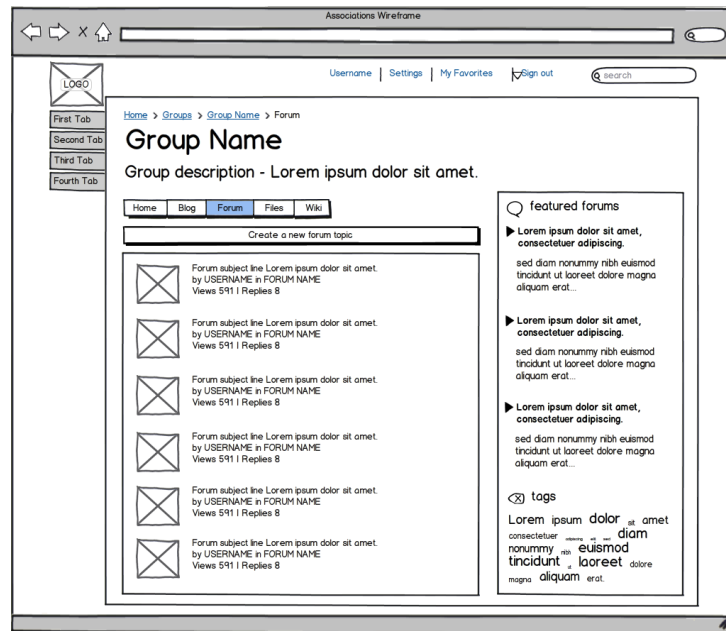 Associations Wireframe
X
LOGO
Username | Settings | My Favorites
Sign out
search
First Tab
Second Tab
Third Tab
Fourth Tab
Home > Groups > Group Name > Forum
Group Name
Group description - Lorem ipsum dolor sit amet.
Home Blog Forum Files Wiki
Create a new forum topic
Forum subject line Lorem ipsum dolor sit amet.
by USERNAME in FORUM NAME
Views 591 | Replies 8
Forum subject line Lorem ipsum dolor sit amet.
by USERNAME in FORUM NAME
Views 591 | Replies 8
Forum subject line Lorem ipsum dolor sit amet.
by USERNAME in FORUM NAME
Views 591 | Replies 8
Forum subject line Lorem ipsum dolor sit amet.
by USERNAME in FORUM NAME
Views 591 | Replies 8
Forum subject line Lorem ipsum dolor sit amet.
by USERNAME in FORUM NAME
Views 591 | Replies 8
Forum subject line Lorem ipsum dolor sit amet.
by USERNAME in FORUM NAME
Views 591 | Replies 8
featured forums
Lorem ipsum dolor sit amet,
consectetuer adipiscing.
sed diam nonummy nibh euismod
tincidunt ut laoreet dolore magna
aliquam erat...
Lorem ipsum dolor sit amet,
consectetuer adipiscing.
sed diam nonummy nibh euismod
tincidunt ut laoreet dolore magna
aliquam erat...
Lorem ipsum dolor sit amet,
consectetuer adipiscing.
sed diam nonummy nibh euismod
tincidunt ut laoreet dolore magna
aliquam erat...
tags
Lorem ipsum dolor sit amet
consectetuer diam
nonummy nibh euismod
tincidunt ut laoreet dolore
magna aliquam erat.